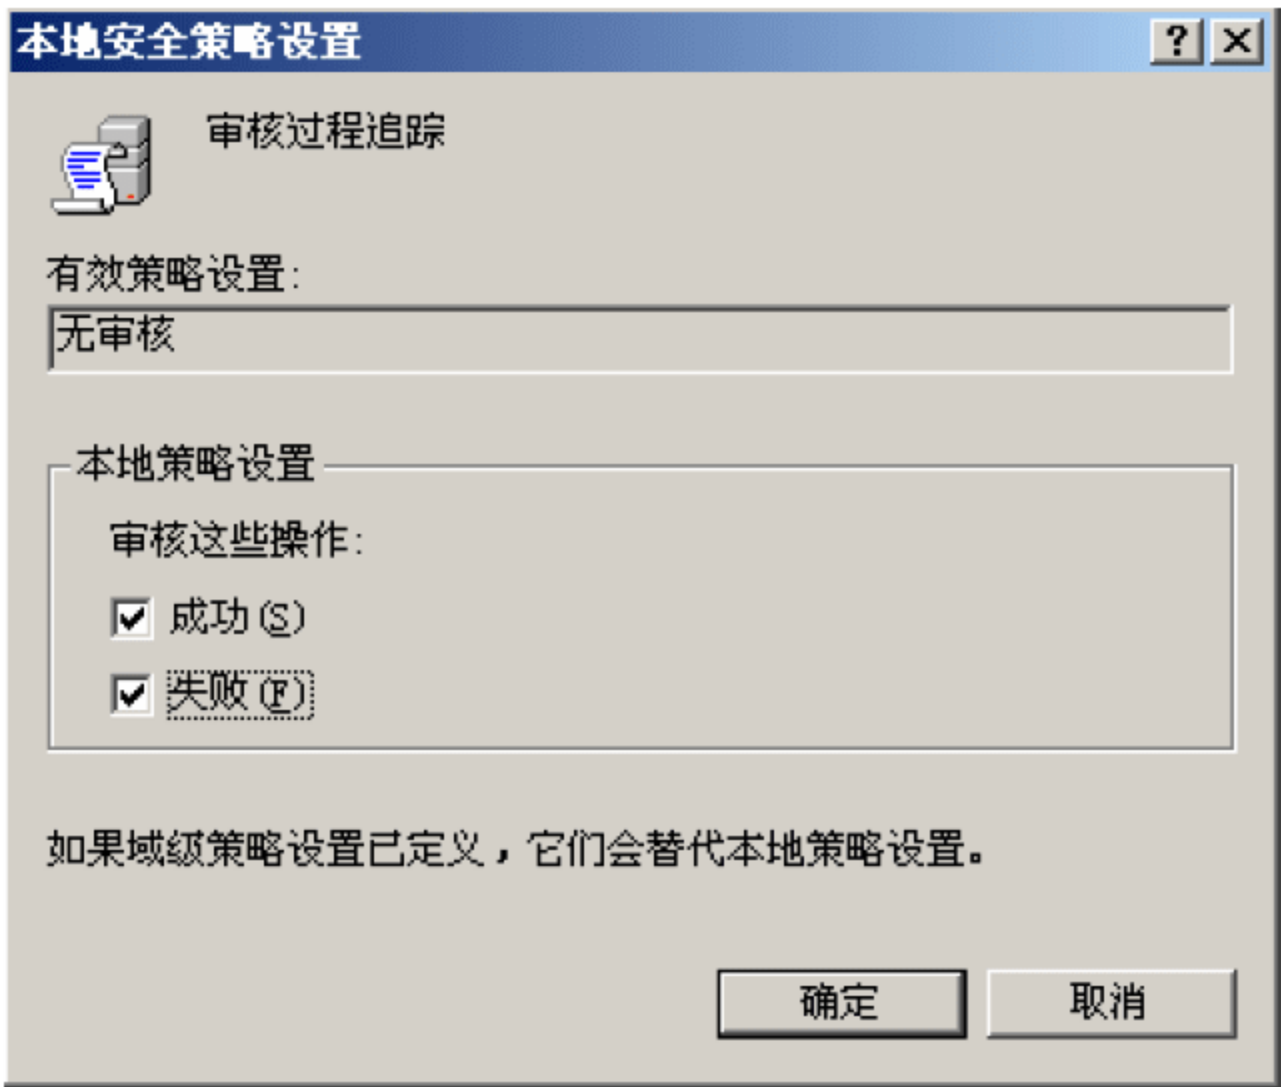 本地安全策略设置
审核过程追踪
有效策略设置:
无审核
本地策略设置
审核这些操作:
成功(S)
失败(F)
如果域级策略设置已定义，它们会替代本地策略设置。
确定 取消